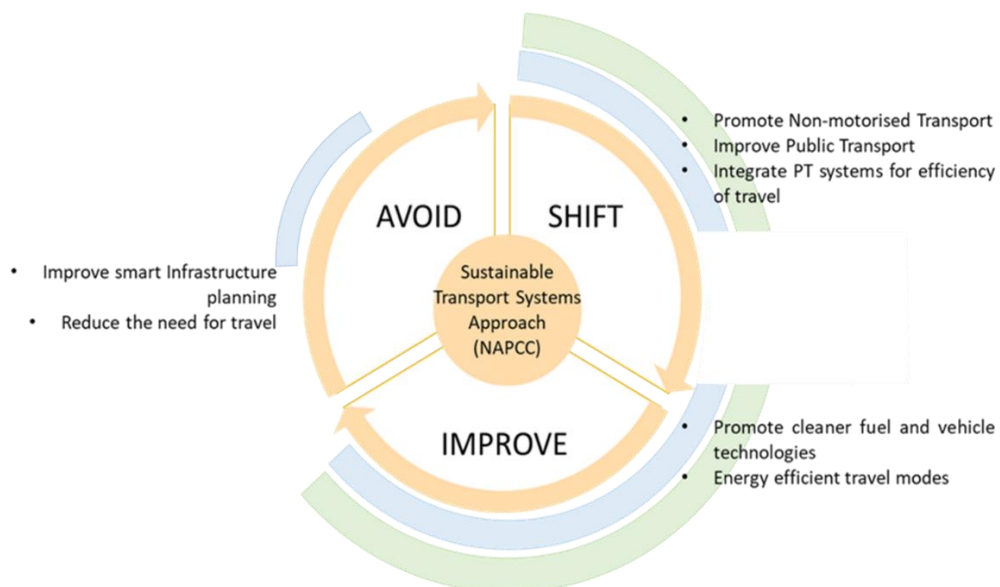 • Promote Non-motorised Transport
• Improve Public Transport
• Integrate PT systems for efficiency
of travel
AVOID
SHIFT
• Improve smart Infrastructure
planning
• Reduce the need for travel
Sustainable
Transport Systems
Approach
(NAPCC)
IMPROVE
• Promote cleaner fuel and vehicle
technologies
• Energy efficient travel modes